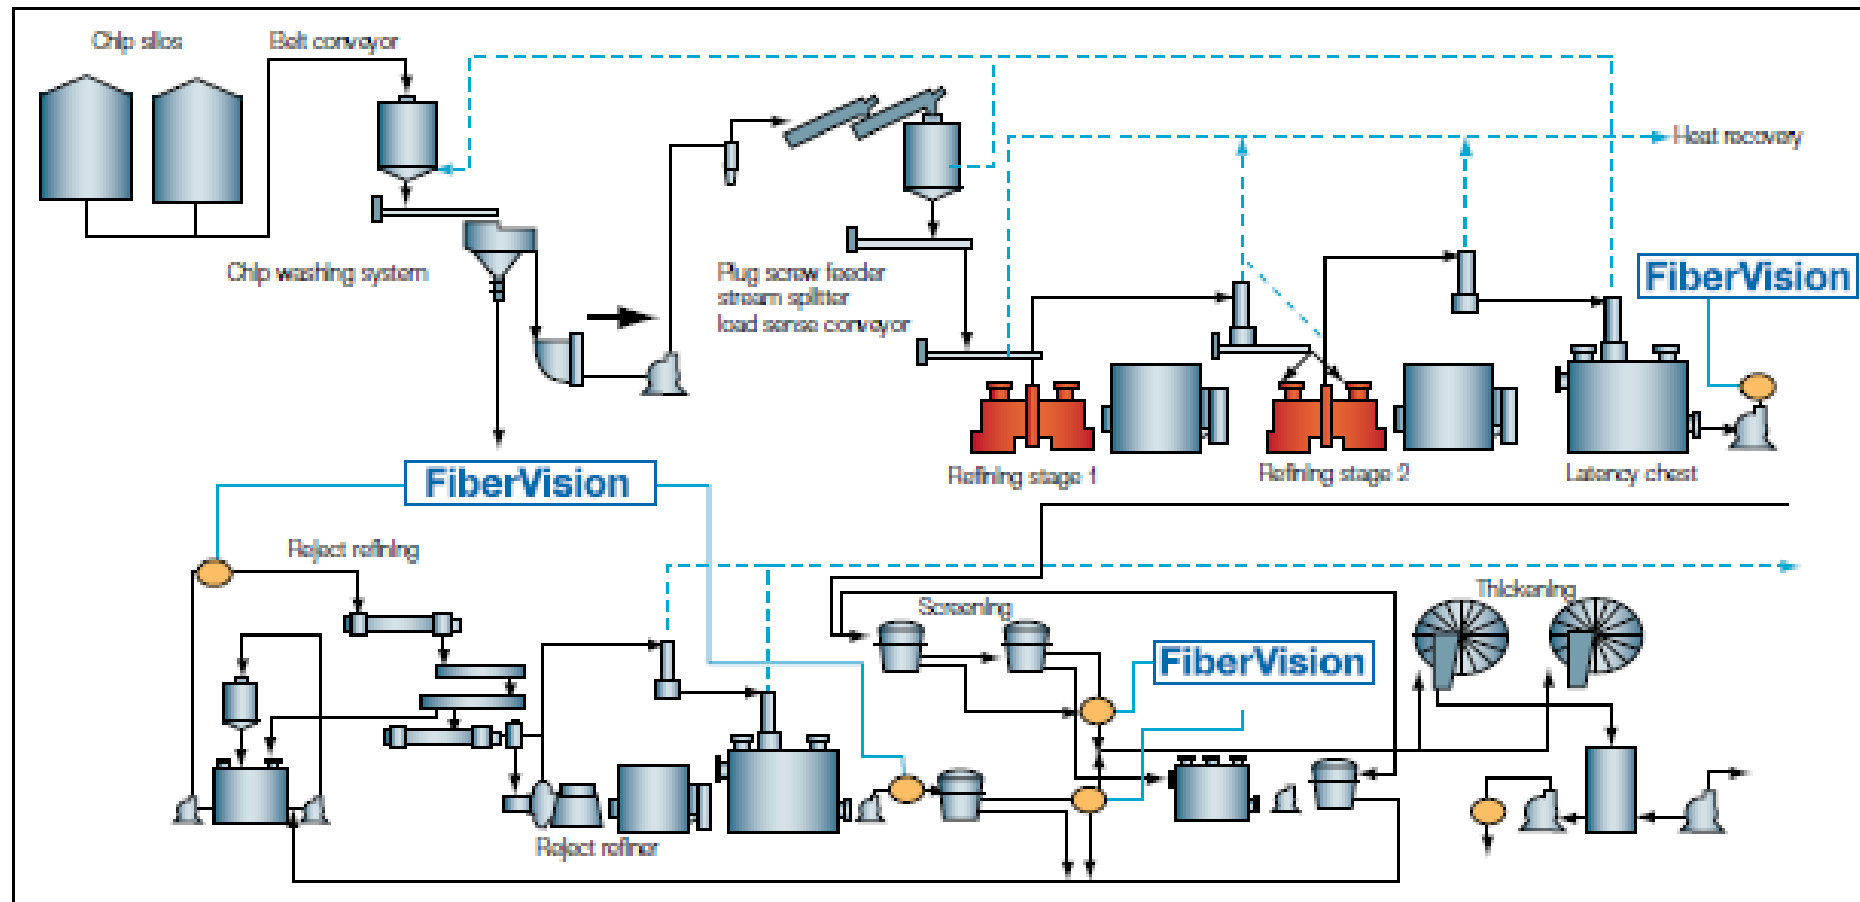 Chip silos
Belt conveyor
Heat recovery
Chip washing system
Plug screw feeder
stream splitter
load sense conveyor
FiberVision
Refining stage 1
Refining stage 2
Latency chest
FiberVision
Reject refining
Screening
Thickening
FiberVision
Reject refiner